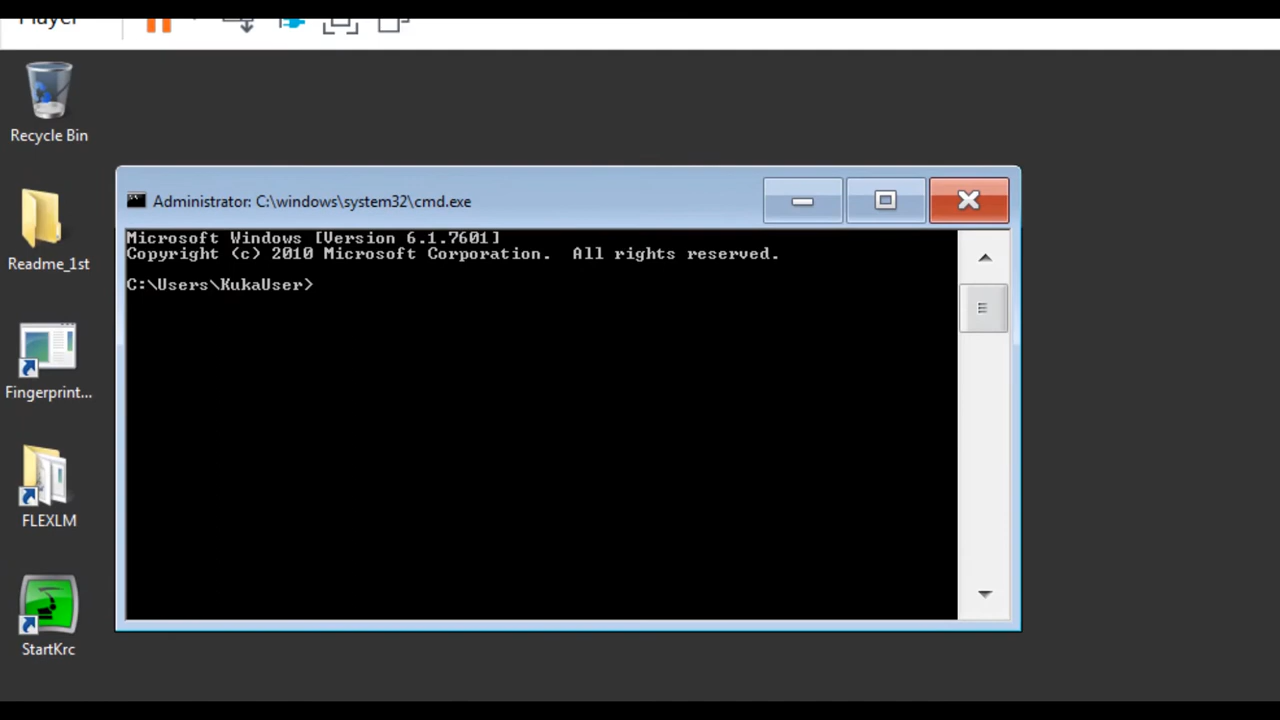 Player
Recycle Bin
Readme_1st
Fingerprint...
FLEXLM
StartKrc
Administrator: C:\windows\system32\cmd.exe
Microsoft Windows [Version 6.1.7601]
Copyright (c) 2010 Microsoft Corporation.  All rights reserved.
C:\Users\KukaUser>